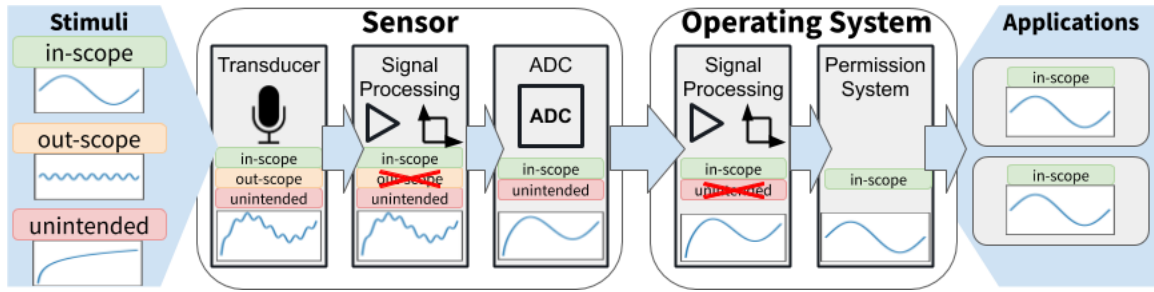 Stimuli
in-scope
out-scope
unintended
Sensor
Transducer
in-scope
out-scope
unintended
Signal
Processing
in-scope
out-scope
unintended
ADC
ADC
in-scope
unintended
Operating System
Signal
Processing
in-scope
unintended
Permission
System
in-scope
Applications
in-scope
in-scope